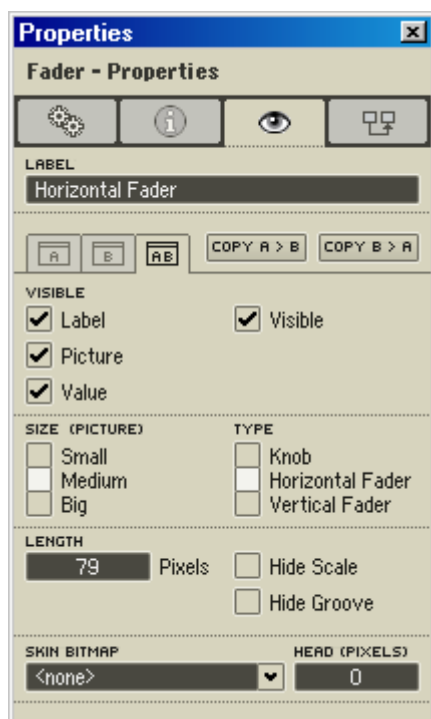 Properties
Fader - Properties
LABEL
Horizontal Fader
A B AB COPY A > B COPY B > A
VISIBLE
Label Visible
Picture
Value
SIZE (PICTURE) TYPE
Small Knob
Medium Horizontal Fader
Big Vertical Fader
LENGTH
79 Pixels Hide Scale
Hide Groove
SKIN BITMAP HEAD (PIXELS)
<none> 0